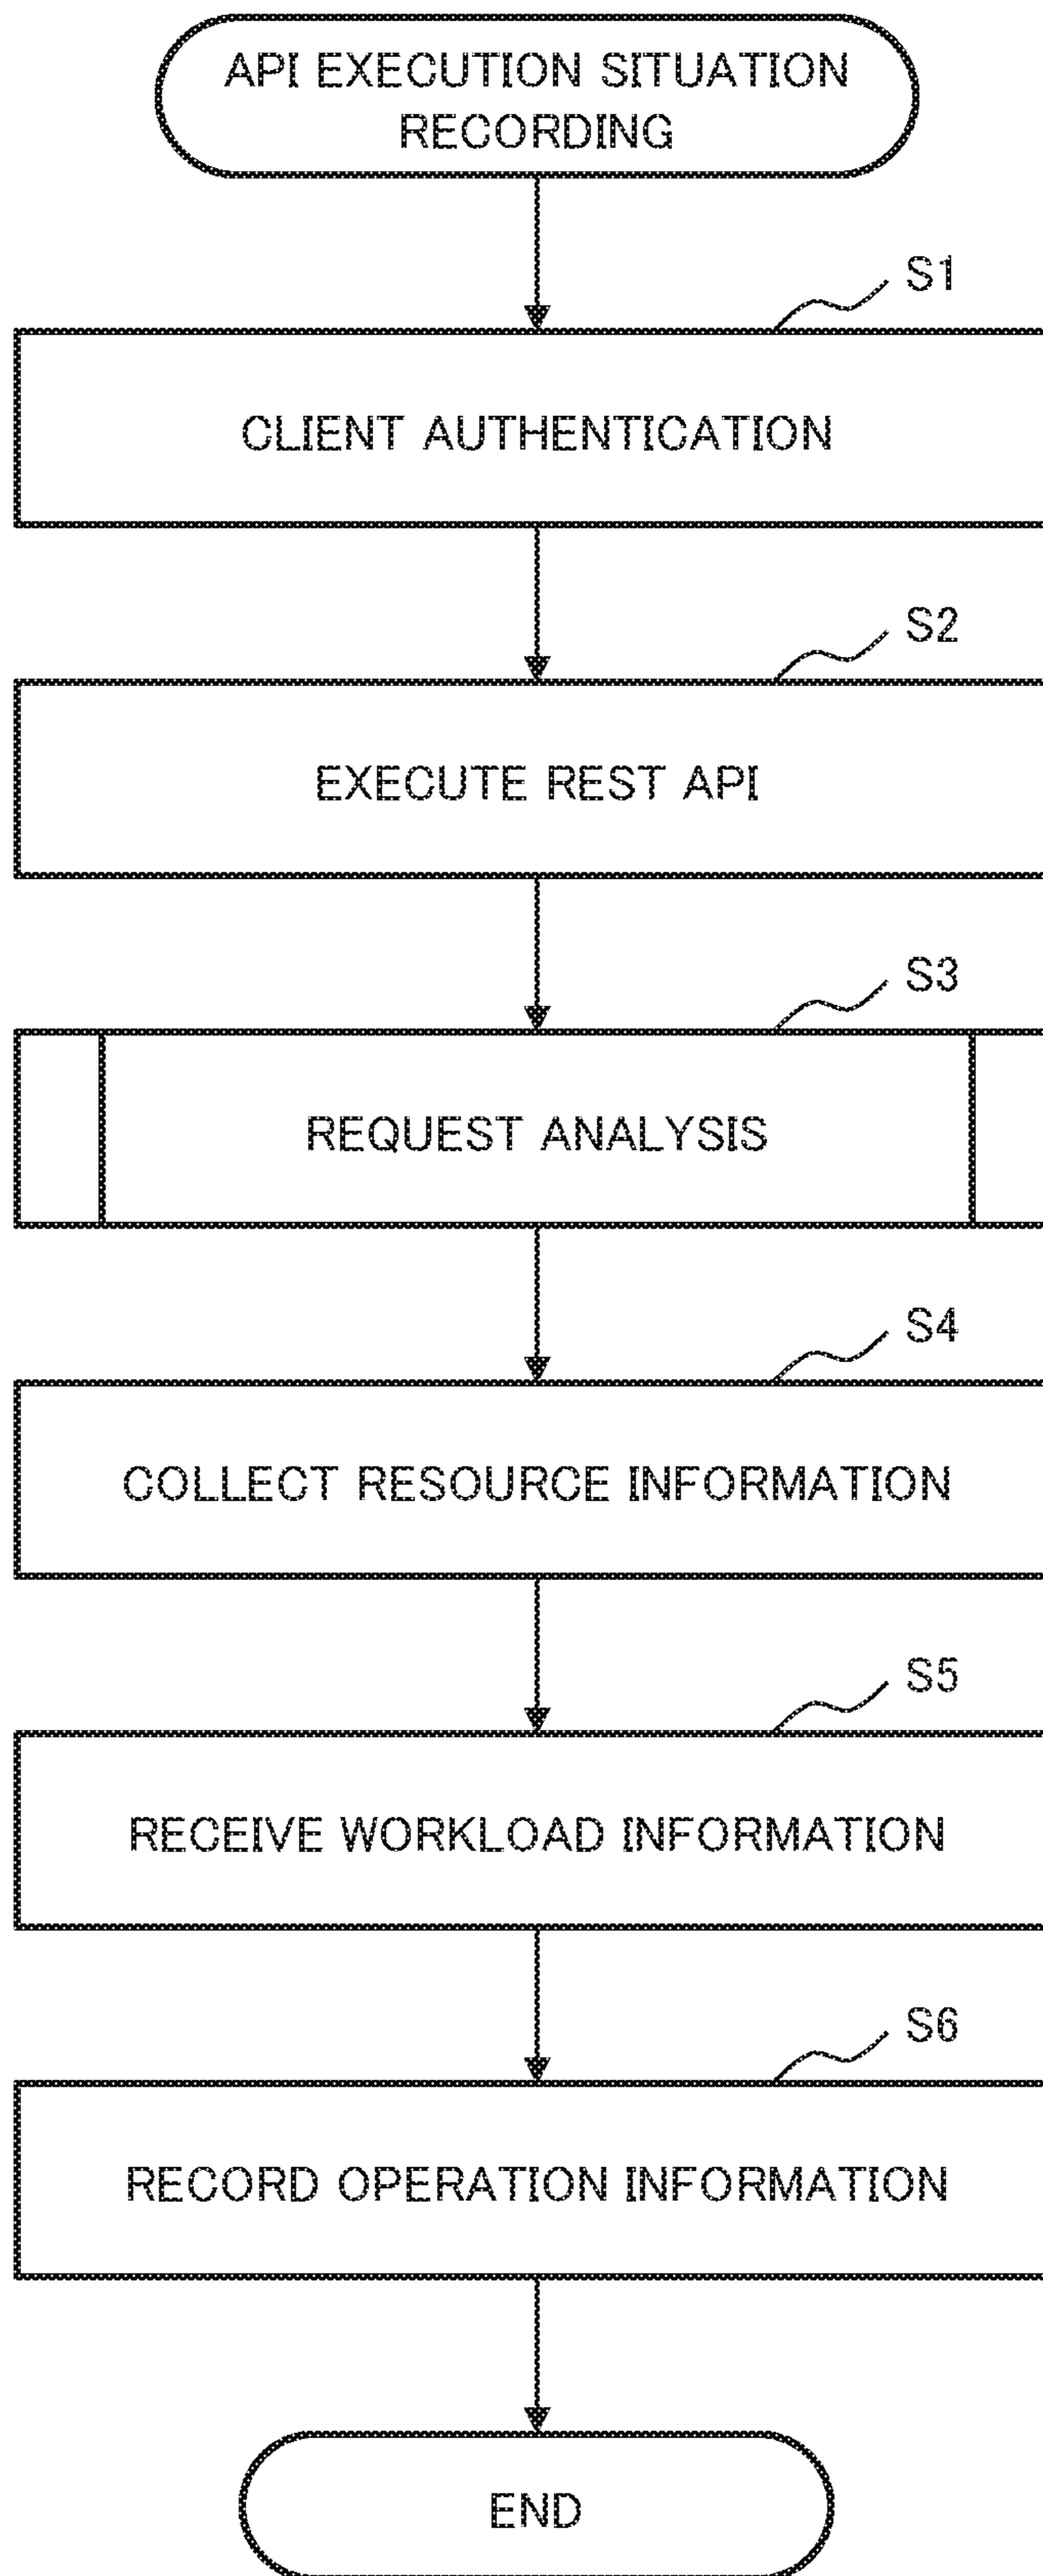 API EXECUTION SITUATION
RECORDING
S1
CLIENT AUTHENTICATION
S2
EXECUTE REST API
S3
REQUEST ANALYSIS
S4
COLLECT RESOURCE INFORMATION
S5
RECEIVE WORKLOAD INFORMATION
S6
RECORD OPERATION INFORMATION
END